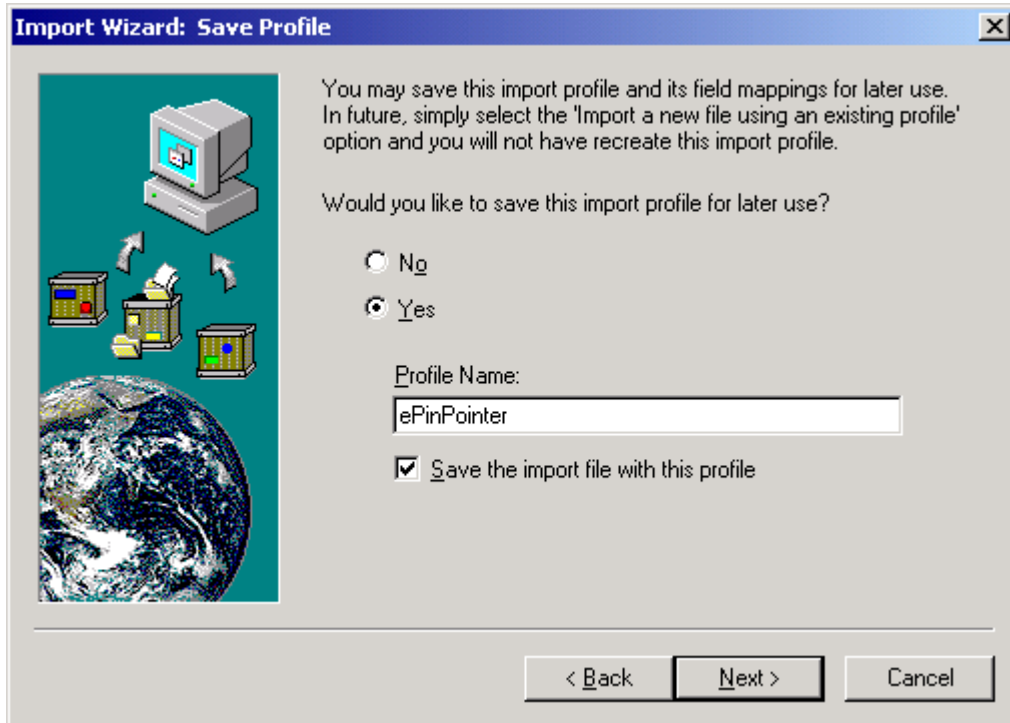 Import Wizard: Save Profile
You may save this import profile and its field mappings for later use.
In future, simply select the 'Import a new file using an existing profile'
option and you will not have recreate this import profile.
Would you like to save this import profile for later use?
No
Yes
Profile Name:
ePinPointer
Save the import file with this profile
< Back
Next >
Cancel